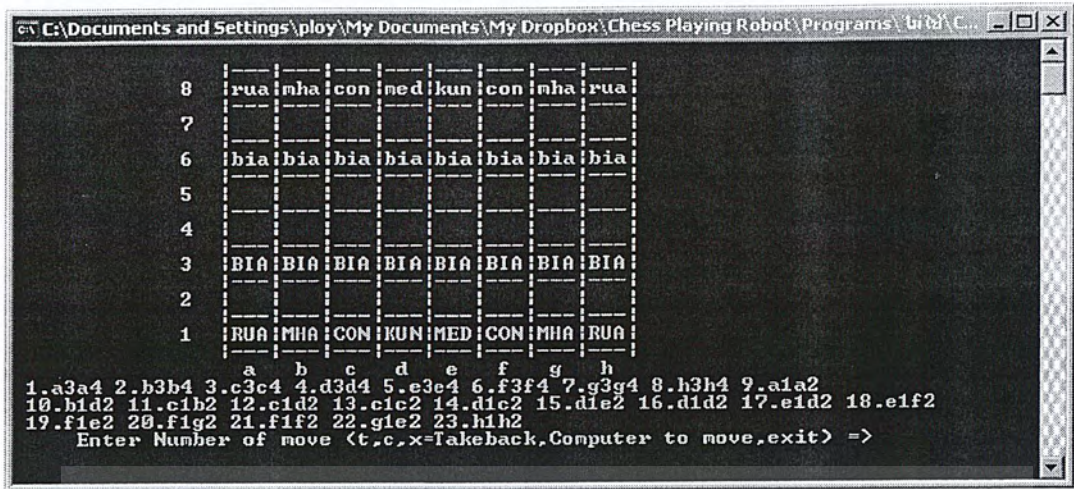 C:\Documents and Settings\ploy\My Documents\My Dropbox\Chess Playing Robot\Programs\
8 rua mha con med kun con mha rua
7
6 bia bia bia bia bia bia bia bia
5
4
3 BIA BIA BIA BIA BIA BIA BIA BIA
2
1 RUA MHA CON KUN MED CON MHA RUA
a b c d e f g h
1.a3a4 2.b3b4 3.c3c4 4.d3d4 5.e3e4 6.f3f4 7.g3g4 8.h3h4 9.a1a2
10.b1d2 11.c1b2 12.c1d2 13.c1c2 14.d1c2 15.d1e2 16.d1d2 17.e1d2 18.e1f2
19.f1e2 20.f1g2 21.f1f2 22.g1e2 23.h1h2
Enter Number of move (t,c,x=Takeback,Computer to move,exit) =>